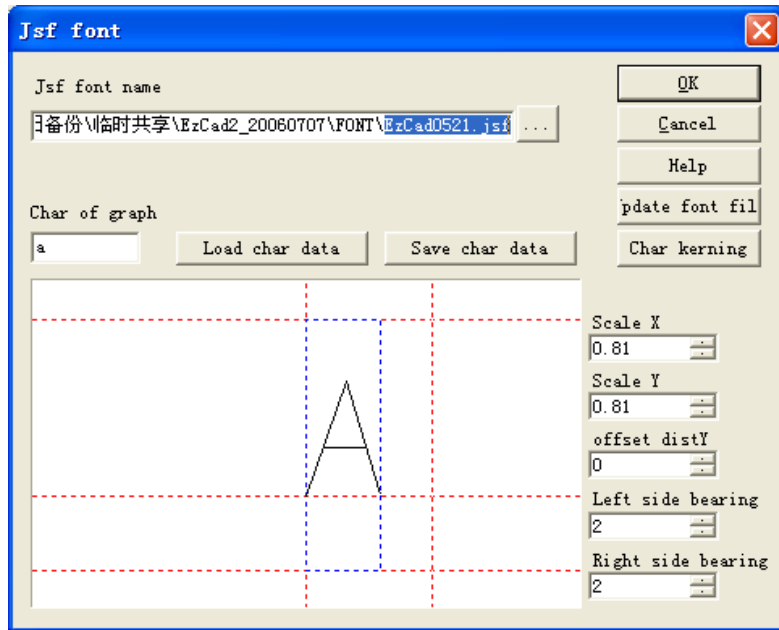 Jsf font
Jsf font name
OK
备份\临时共享\EzCad2_20060707\FONT\EzCad0521.jsf
...
Cancel
Help
Char of graph
pdate font fil
a
Load char data
Save char data
Char kerning
Scale X
0.81
Scale Y
0.81
offset distY
0
Left side bearing
2
Right side bearing
2
A